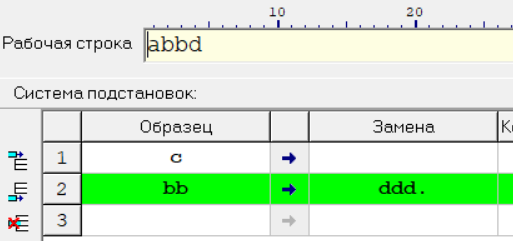 10 20
Рабочая строка abbd
Система подстановок:
Образец Замена К
1 c
2 bb ddd.
3